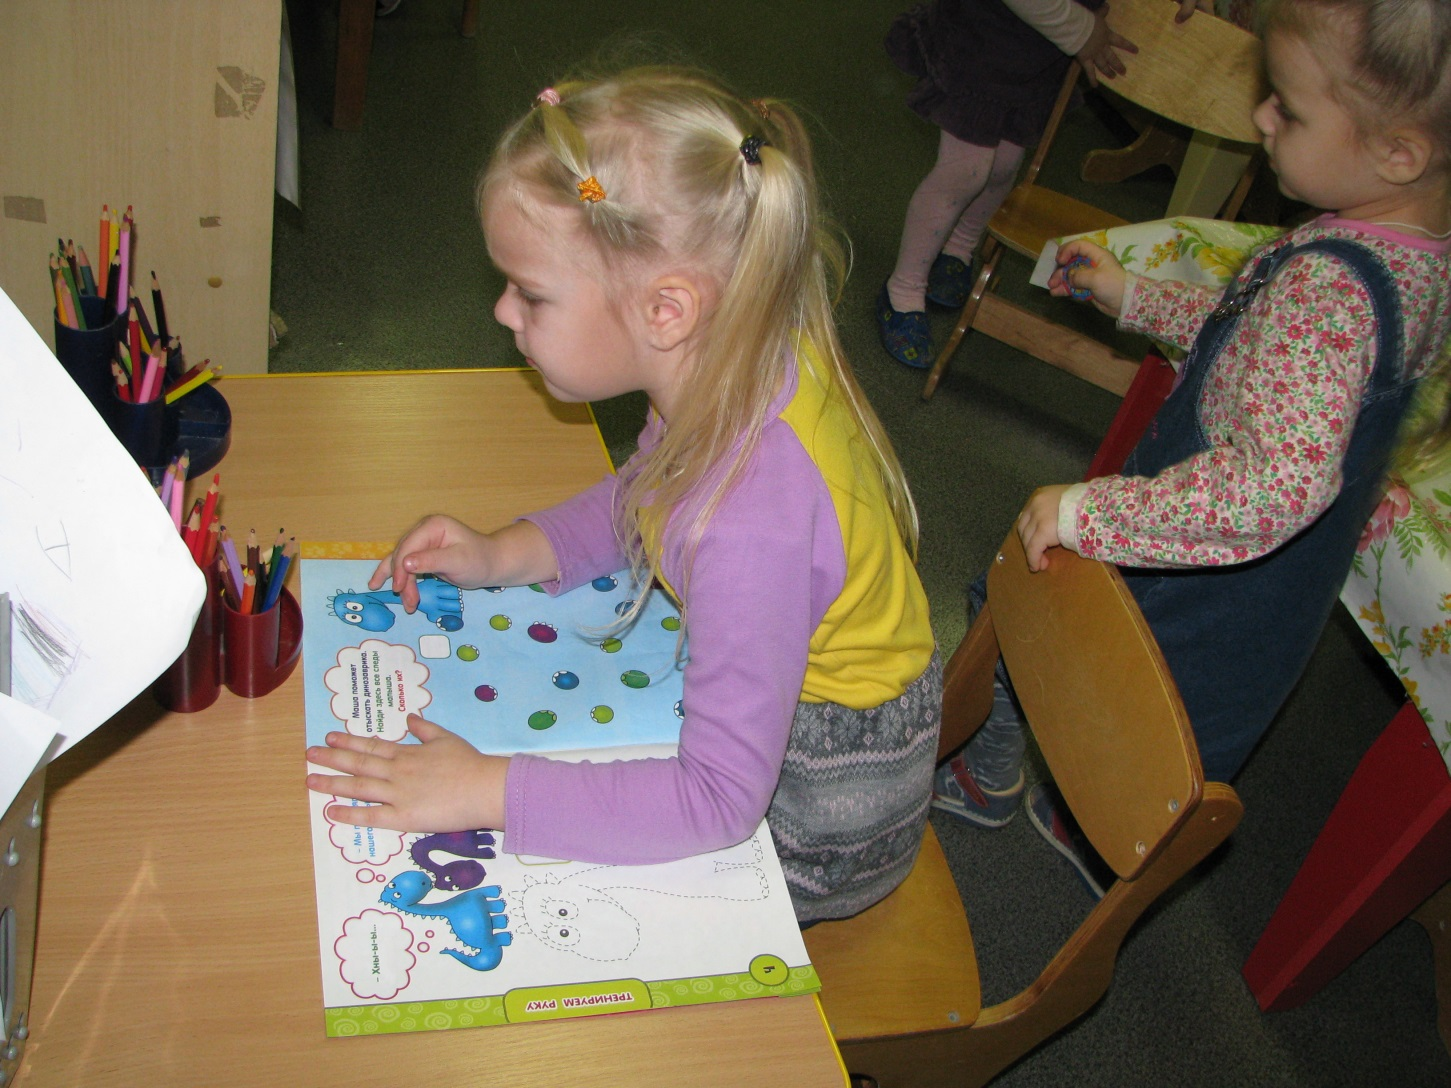 Маша поможет
отыскать динозаврика.
Найди здесь все следы
малыша.
Сколько их?
– Мы п
нашего
– Хны-ы-ы...
ТРЕНИРУЕМ РУКУ
Ч
А